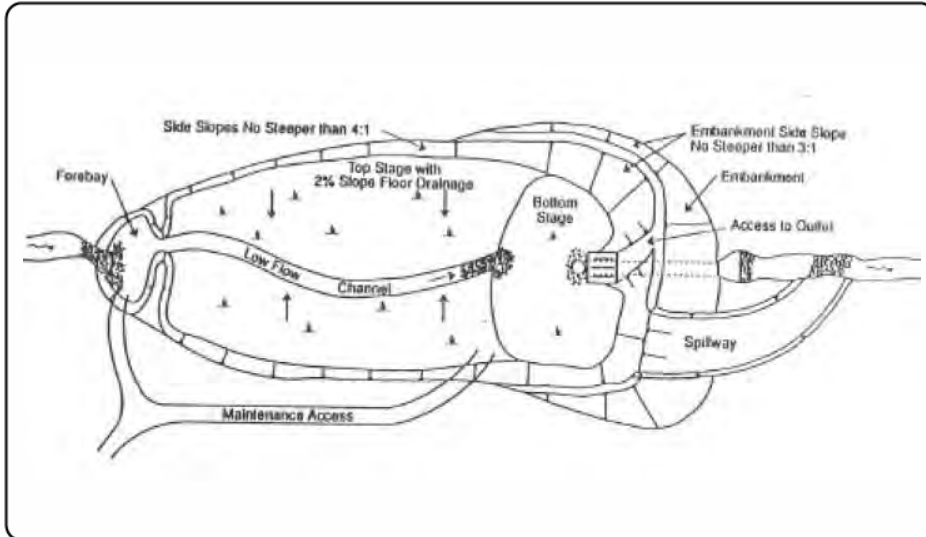 Side Slopes No Steeper than 4:1
Embankment Side Slope
No Steeper than 3:1
Forebay
Top Stage with
2% Slope Floor Drainage
Embankment
Bottom
Stage
Access to Outlet
Low Flow
Channel
Spillway
Maintenance Access